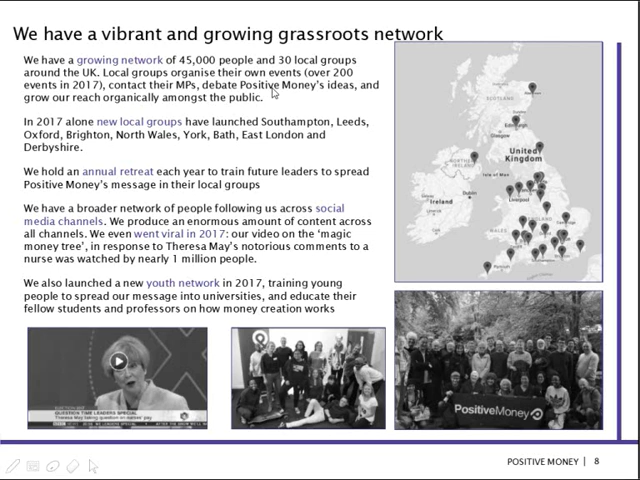 We have a vibrant and growing grassroots network
We have a growing network of 45,000 people and 30 local groups
around the UK. Local groups organise their own events (over 200
events in 2017), contact their MPs, debate Positive Money's ideas, and
grow our reach organically amongst the public.
In 2017 alone new local groups have launched Southampton, Leeds,
Oxford, Brighton, North Wales, York, Bath, East London and
Derbyshire.
We hold an annual retreat each year to train future leaders to spread
Positive Money's message in their local groups
We have a broader network of people following us across social
media channels. We produce an enormous amount of content across
all channels. We even went viral in 2017: our video on the 'magic
money tree', in response to Theresa May's notorious comments to a
nurse was watched by nearly 1 million people.
We also launched a new youth network in 2017, training young
people to spread our message into universities, and educate their
fellow students and professors on how money creation works
SCOTLAND
Edinburgh
Glasgow
United
Kingdom
NORTHERN
IRELAND
Isle of Man
Dublin
Ireland
Liverpool
ENGLAND
WALES
QUESTION TIME LEADERS SPECIAL
PositiveMoney
POSITIVE MONEY | 8